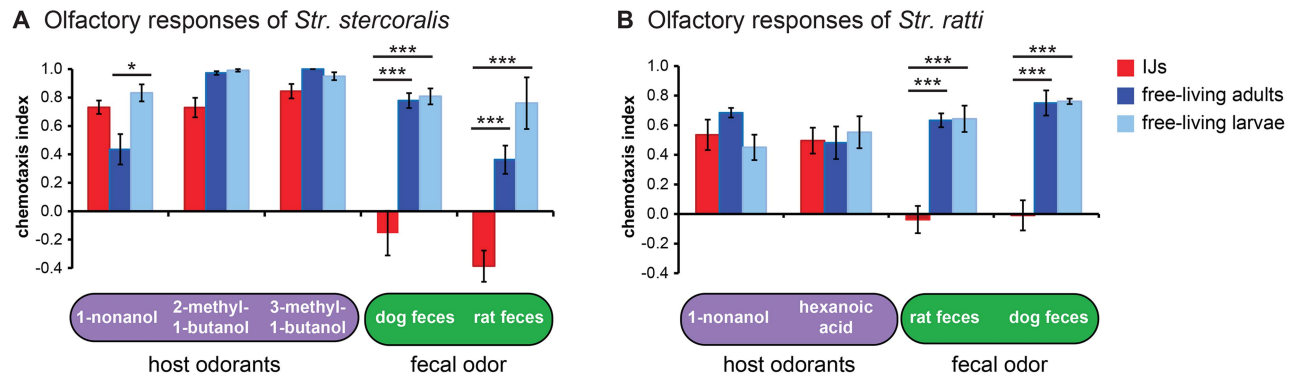 A Olfactory responses of Str. stercoralis
chemotaxis index
1.0
0.8
0.6
0.4
0.2
0.0
-0.2
-0.4
*
***
***
***
***
1-nonanol
2-methyl-
1-butanol
3-methyl-
1-butanol
dog feces
rat feces
host odorants
fecal odor
B Olfactory responses of Str. ratti
chemotaxis index
1.0
0.8
0.6
0.4
0.2
0.0
-0.2
-0.4
***
***
***
***
1-nonanol
hexanoic
acid
rat feces
dog feces
host odorants
fecal odor
IJs
free-living adults
free-living larvae